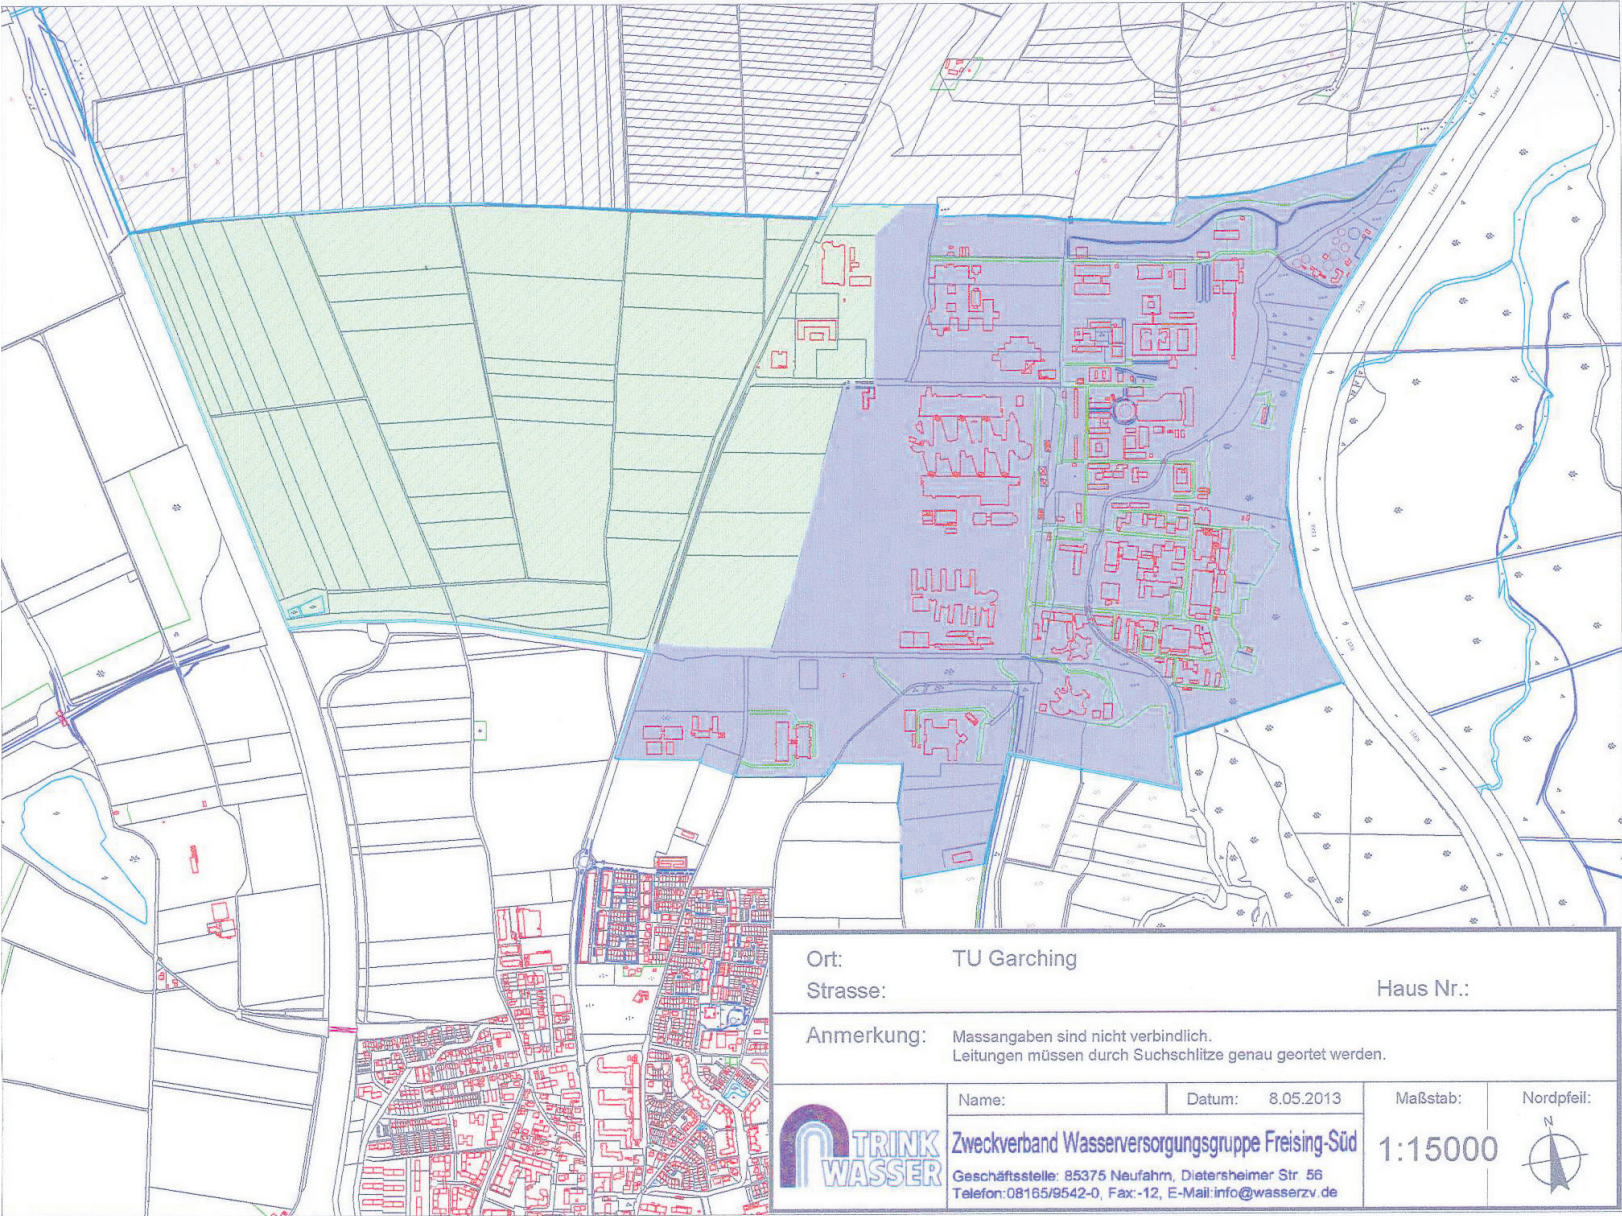 Ort: TU Garching
Strasse: Haus Nr.:
Anmerkung: Massangaben sind nicht verbindlich.
Leitungen müssen durch Suchschlitze genau geortet werden.
Name: Datum: 8.05.2013 Maßstab: Nordpfeil:
TRINK
WASSER
Zweckverband Wasserversorgungsgruppe Freising-Süd
Geschäftsstelle: 85375 Neufahrn, Dietersheimer Str. 56
Telefon:08165/9542-0, Fax:-12, E-Mail:info@wasserzv.de
1:15000
N